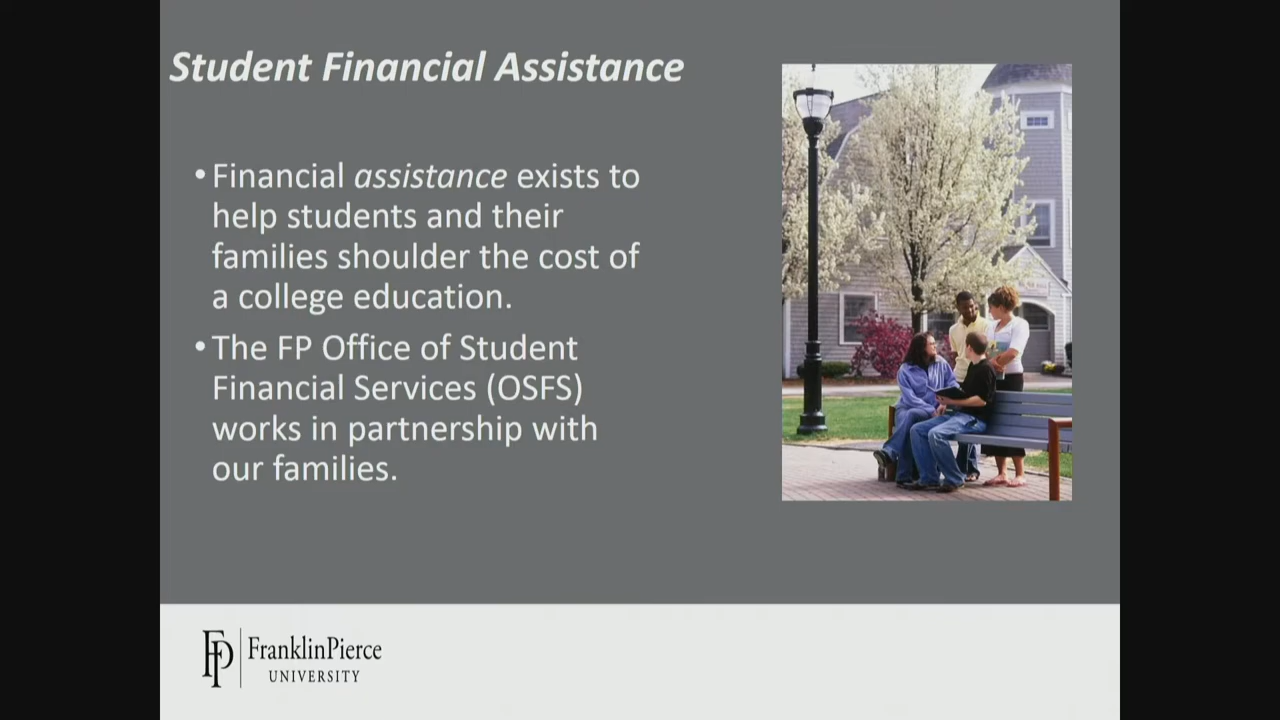 Student Financial Assistance
•Financial assistance exists to
help students and their
families shoulder the cost of
a college education.
•The FP Office of Student
Financial Services (OSFS)
works in partnership with
our families.
FP FranklinPierce
UNIVERSITY